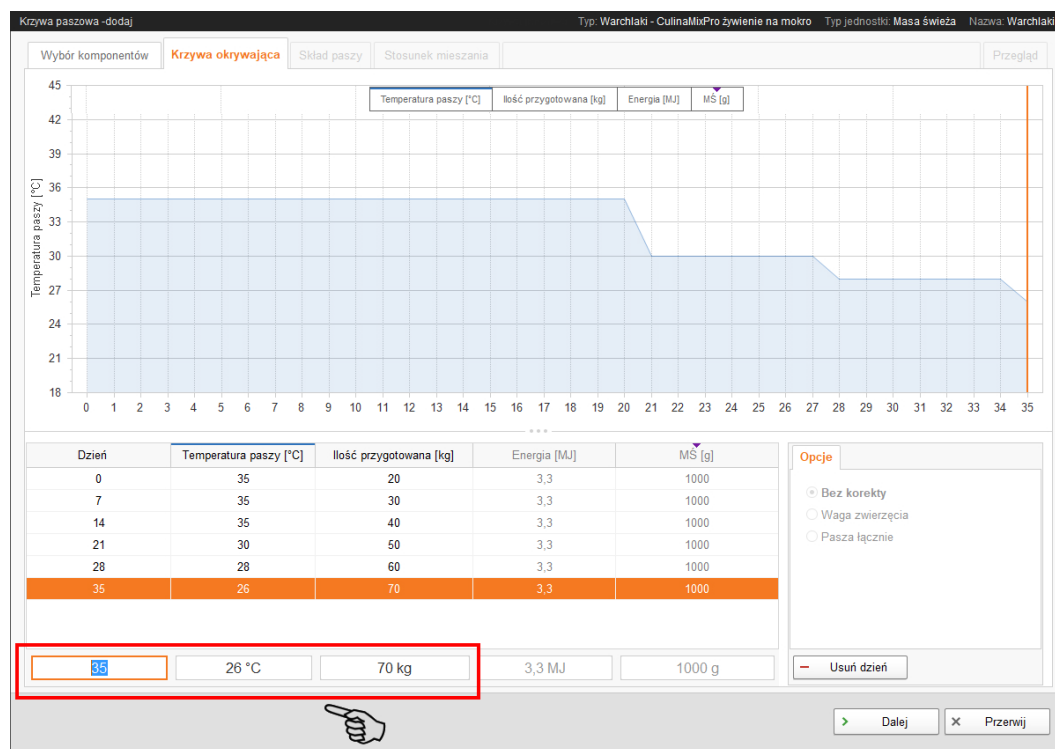 Krzywa paszowa -dodaj Typ: Warchlaki - CulinaMixPro żywienie na mokro Typ jednostki: Masa świeża Nazwa: Warchlaki
Wybór komponentów Krzywa okrywająca Skład paszy Stosunek mieszania Przegląd
Temperatura paszy [°C] Ilość przygotowana [kg] Energia [MJ] MŚ [g]
Temperatura paszy [°C]
45
42
39
36
33
30
27
24
21
18
0 1 2 3 4 5 6 7 8 9 10 11 12 13 14 15 16 17 18 19 20 21 22 23 24 25 26 27 28 29 30 31 32 33 34 35
Dzień Temperatura paszy [°C] Ilość przygotowana [kg] Energia [MJ] MŚ [g]
0 35 20 3,3 1000
7 35 30 3,3 1000
14 35 40 3,3 1000
21 30 50 3,3 1000
28 28 60 3,3 1000
35 26 70 3,3 1000
35 26 °C 70 kg 3,3 MJ 1000 g
Opcje
Bez korekty
Waga zwierzęcia
Pasza łącznie
Usuń dzień
Dalej Przerwij